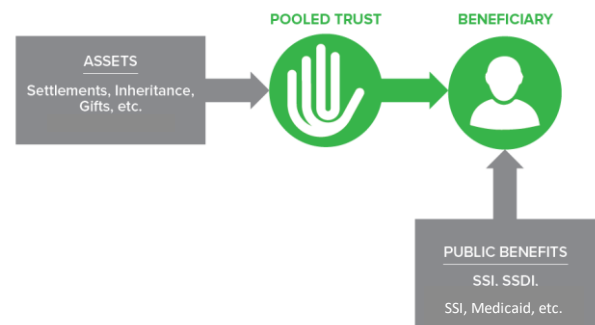 POOLED TRUST
BENEFICIARY
ASSETS
Settlements, Inheritance,
Gifts, etc.
PUBLIC BENEFITS
SSI. SSDI.
SSI, Medicaid, etc.